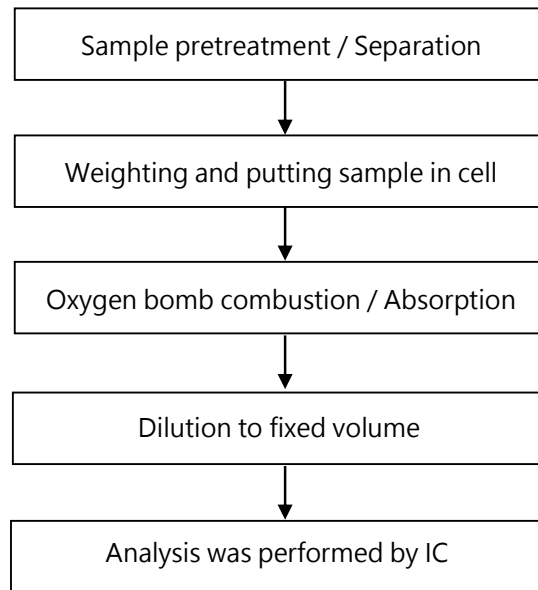 Sample pretreatment / Separation
Weighting and putting sample in cell
Oxygen bomb combustion / Absorption
Dilution to fixed volume
Analysis was performed by IC